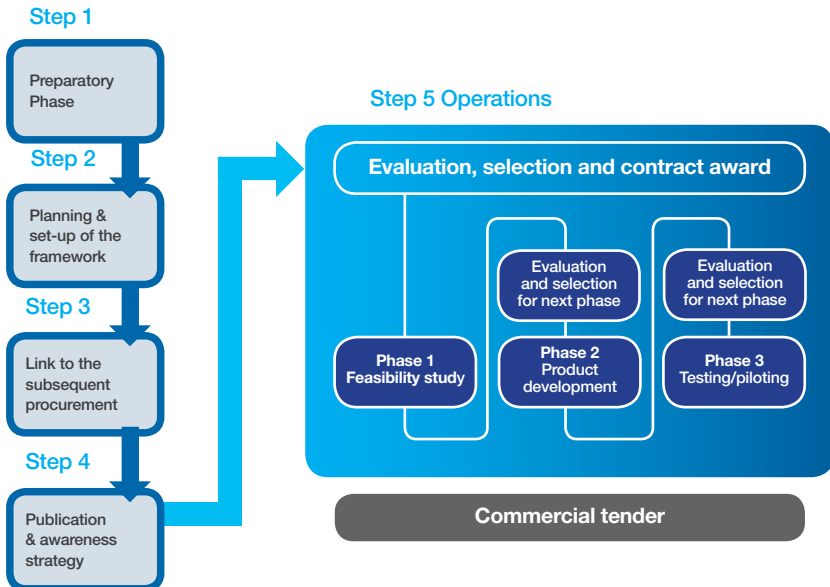 Step 1
Preparatory
Phase
Step 2
Planning &
set-up of the
framework
Step 3
Link to the
subsequent
procurement
Step 4
Publication
& awareness
strategy
Step 5 Operations
Evaluation, selection and contract award
Phase 1
Feasibility study
Evaluation
and selection
for next phase
Phase 2
Product
development
Evaluation
and selection
for next phase
Phase 3
Testing/piloting
Commercial tender